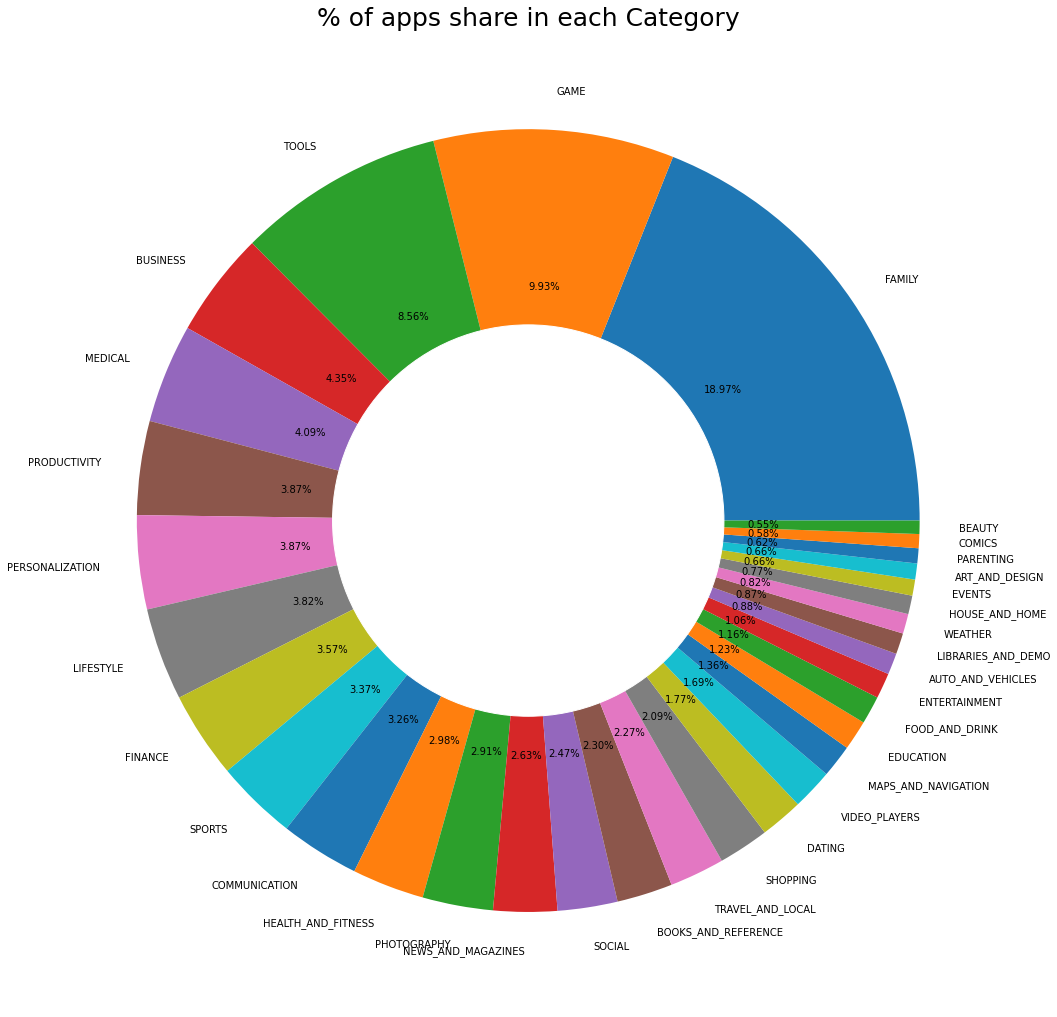 % of apps share in each Category
GAME
TOOLS
FAMILY
BUSINESS
MEDICAL
PRODUCTIVITY
PERSONALIZATION
LIFESTYLE
FINANCE
SPORTS
COMMUNICATION
HEALTH_AND_FITNESS
PHOTOGRAPHY
NEWS_AND_MAGAZINES
SOCIAL
BOOKS_AND_REFERENCE
TRAVEL_AND_LOCAL
SHOPPING
DATING
VIDEO_PLAYERS
MAPS_AND_NAVIGATION
EDUCATION
FOOD_AND_DRINK
ENTERTAINMENT
AUTO_AND_VEHICLES
LIBRARIES_AND_DEMO
WEATHER
HOUSE_AND_HOME
EVENTS
ART_AND_DESIGN
PARENTING
COMICS
BEAUTY
9.93%
8.56%
18.97%
4.35%
4.09%
3.87%
3.87%
3.82%
3.57%
3.37%
3.26%
2.98%
2.91%
2.63%
2.47%
2.30%
2.27%
2.09%
1.77%
1.69%
1.36%
1.23%
1.16%
1.06%
0.88%
0.87%
0.82%
0.77%
0.66%
0.66%
0.62%
0.58%
0.55%